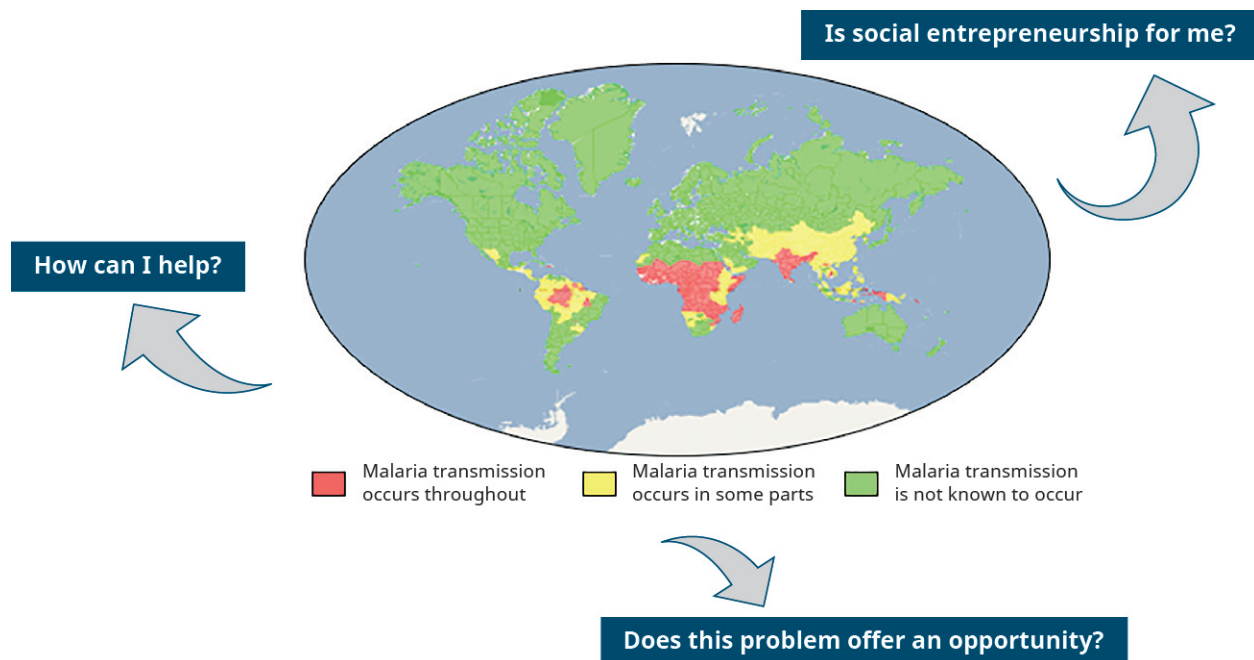 Is social entrepreneurship for me?
How can I help?
Malaria transmission
occurs throughout
Malaria transmission
occurs in some parts
Malaria transmission
is not known to occur
Does this problem offer an opportunity?